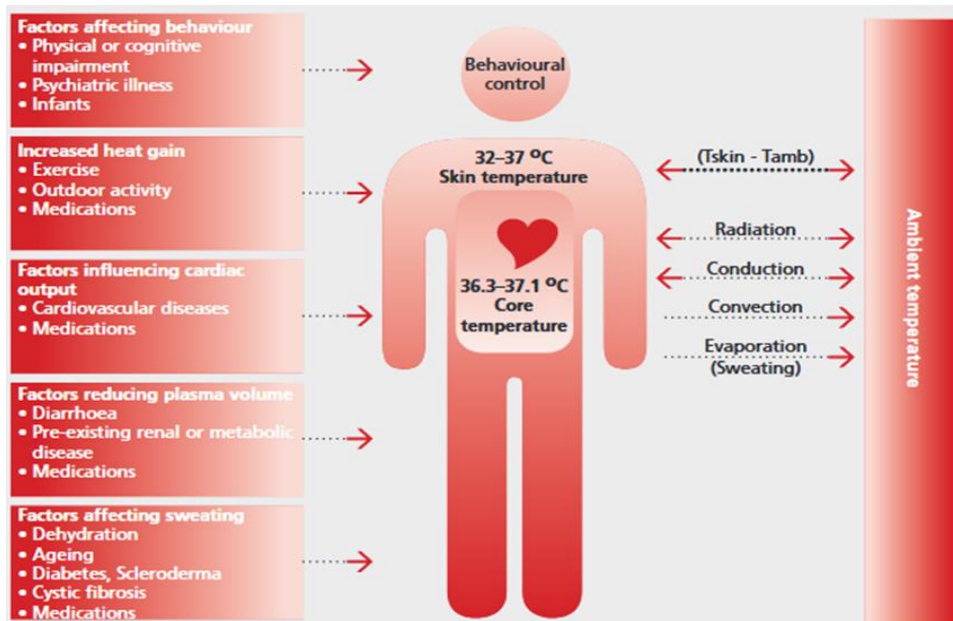 Factors affecting behaviour
• Physical or cognitive
impairment
• Psychiatric illness
• Infants
Increased heat gain
• Exercise
• Outdoor activity
• Medications
Factors influencing cardiac
output
• Cardiovascular diseases
• Medications
Factors reducing plasma volume
• Diarrhoea
• Pre-existing renal or metabolic
disease
• Medications
Factors affecting sweating
• Dehydration
• Ageing
• Diabetes, Scleroderma
• Cystic fibrosis
• Medications
Behavioural
control
32–37 ºC
Skin temperature
36.3–37.1 ºC
Core
temperature
(Tskin - Tamb)
Radiation
Conduction
Convection
Evaporation
(Sweating)
Ambient temperature